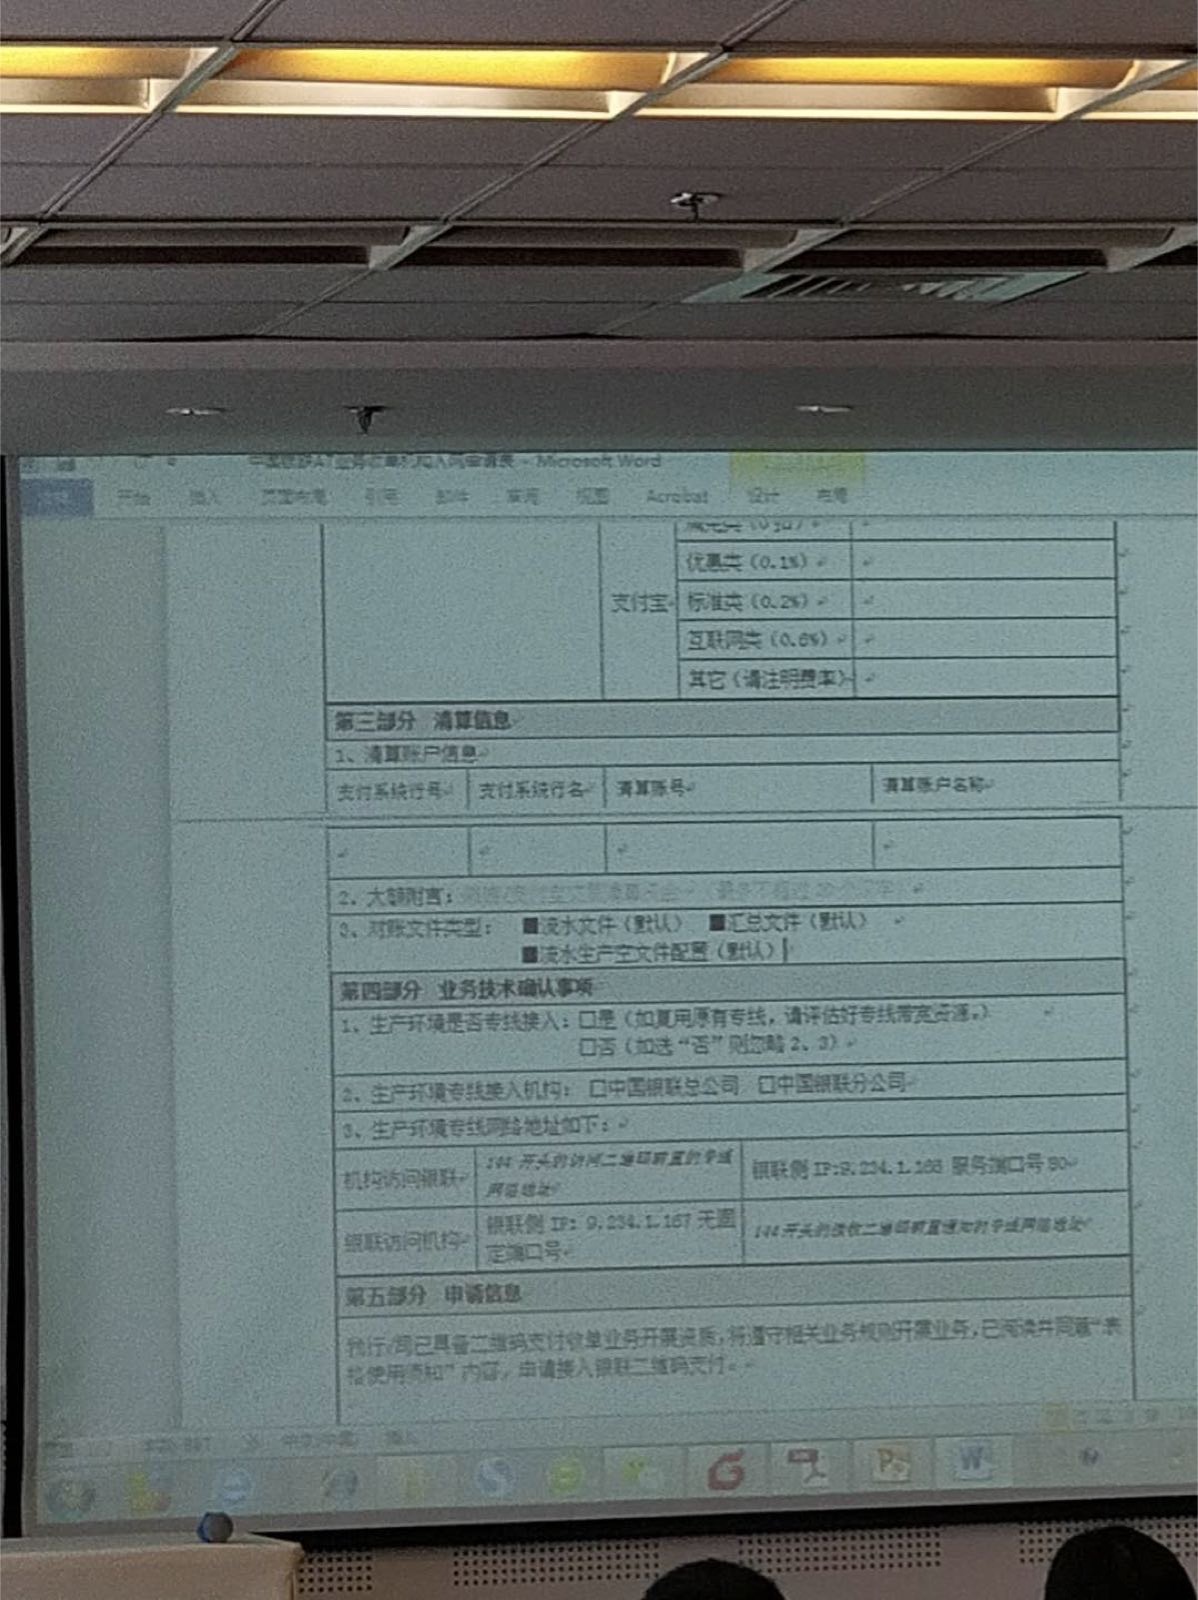 Microsoft Word
开始 插入 页面布局 引用 邮件 审阅 视图 Acrobat 设计 布局
优惠类（0.1%）
支付宝 标准类（0.2%）
互联网类（0.6%）
其它（请注明费率）
第三部分 清算信息
1、清算账户信息
支付系统行号 支付系统行名 清算账号 清算账户名称
2、大额附言：
3、对账文件类型： ■流水文件（默认） ■汇总文件（默认）
■流水生产空文件配置（默认）
第四部分 业务技术确认事项
1、生产环境是否专线接入：□是（如复用原有专线，请评估好专线带宽资源。）
□否（如选“否”则忽略 2、3）
2、生产环境专线接入机构： □中国银联总公司 □中国银联分公司
3、生产环境专线网络地址如下：
机构访问银联 144 开头的访问二维码前置的专线 银联侧 IP:9.234.1.166 服务端口号 80
网络地址
银联访问机构 银联侧 IP: 9.234.1.167 无固 144 开头的接收二维码前置通知的专线网络地址
定端口号
第五部分 申请信息
我行/司已具备二维码支付收单业务开展资质，将遵守相关业务规则开展业务，已阅读并同意“表
格使用须知”内容，申请接入银联二维码支付。